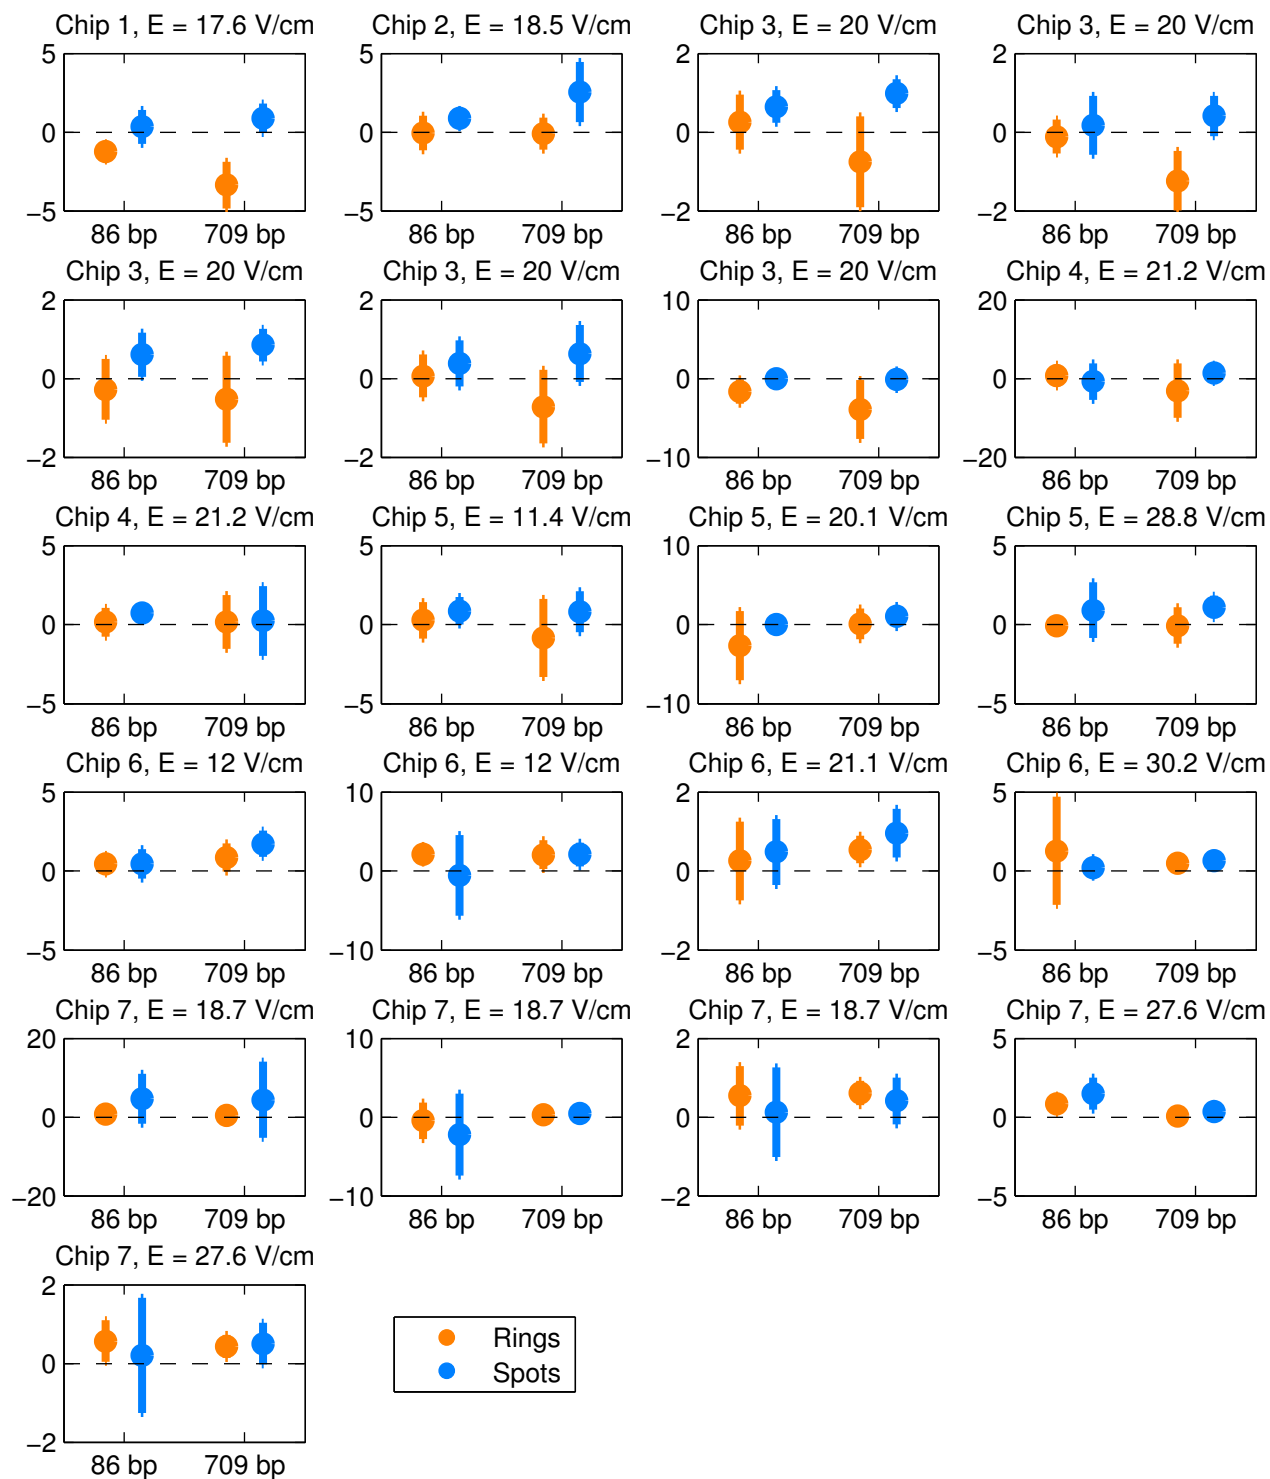 Chip 1, E = 17.6 V/cm
Chip 2, E = 18.5 V/cm
Chip 3, E = 20 V/cm
Chip 3, E = 20 V/cm
5
0
−5
86 bp
709 bp
5
0
−5
86 bp
709 bp
2
0
−2
86 bp
709 bp
2
0
−2
86 bp
709 bp
Chip 3, E = 20 V/cm
Chip 3, E = 20 V/cm
Chip 3, E = 20 V/cm
Chip 4, E = 21.2 V/cm
2
0
−2
86 bp
709 bp
2
0
−2
86 bp
709 bp
10
0
−10
86 bp
709 bp
20
0
−20
86 bp
709 bp
Chip 4, E = 21.2 V/cm
Chip 5, E = 11.4 V/cm
Chip 5, E = 20.1 V/cm
Chip 5, E = 28.8 V/cm
5
0
−5
86 bp
709 bp
5
0
−5
86 bp
709 bp
10
0
−10
86 bp
709 bp
5
0
−5
86 bp
709 bp
Chip 6, E = 12 V/cm
Chip 6, E = 12 V/cm
Chip 6, E = 21.1 V/cm
Chip 6, E = 30.2 V/cm
5
0
−5
86 bp
709 bp
10
0
−10
86 bp
709 bp
2
0
−2
86 bp
709 bp
5
0
−5
86 bp
709 bp
Chip 7, E = 18.7 V/cm
Chip 7, E = 18.7 V/cm
Chip 7, E = 18.7 V/cm
Chip 7, E = 27.6 V/cm
20
0
−20
86 bp
709 bp
10
0
−10
86 bp
709 bp
2
0
−2
86 bp
709 bp
5
0
−5
86 bp
709 bp
Chip 7, E = 27.6 V/cm
2
0
−2
86 bp
709 bp
Rings
Spots